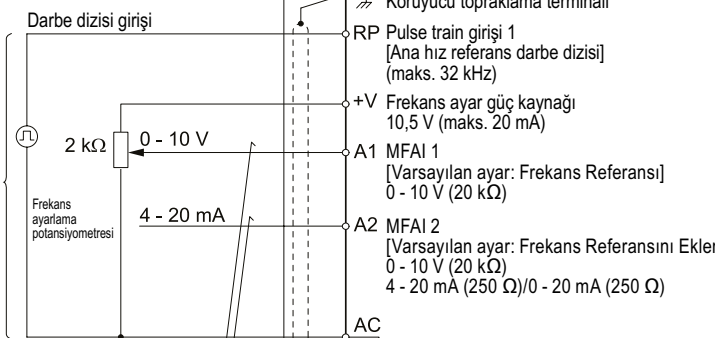 Koruyucu topraklama terminali
Darbe dizisi girişi
RP Pulse train girişi 1
[Ana hız referans darbe dizisi]
(maks. 32 kHz)
+V Frekans ayar güç kaynağı
10,5 V (maks. 20 mA)
2 kΩ
0 - 10 V
A1 MFAI 1
[Varsayılan ayar: Frekans Referansı]
0 - 10 V (20 kΩ)
Frekans
ayarlama
potansiyometresi
4 - 20 mA
A2 MFAI 2
[Varsayılan ayar: Frekans Referansını Ekler
0 - 10 V (20 kΩ)
4 - 20 mA (250 Ω)/0 - 20 mA (250 Ω)
AC